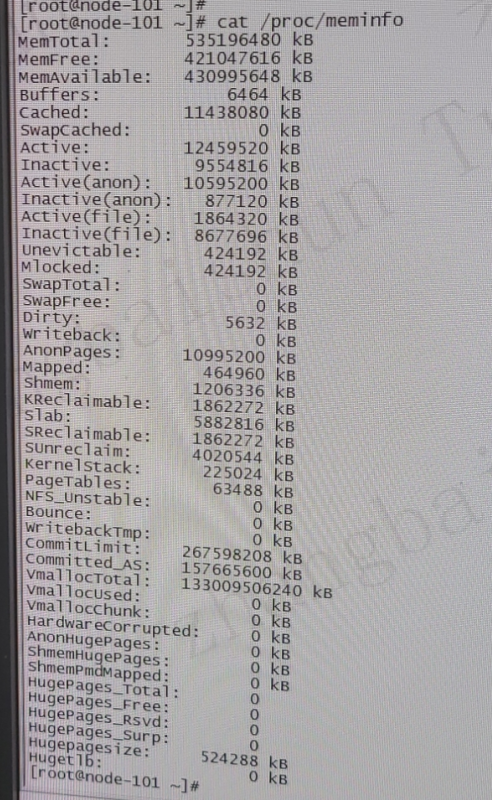 [root@node-101 ~]#
[root@node-101 ~]# cat /proc/meminfo
MemTotal: 535196480 kB
MemFree: 421047616 kB
MemAvailable: 430995648 kB
Buffers: 6464 kB
Cached: 11438080 kB
SwapCached: 0 kB
Active: 12459520 kB
Inactive: 9554816 kB
Active(anon): 10595200 kB
Inactive(anon): 877120 kB
Active(file): 1864320 kB
Inactive(file): 8677696 kB
Unevictable: 424192 kB
Mlocked: 424192 kB
SwapTotal: 0 kB
SwapFree: 0 kB
Dirty: 5632 kB
Writeback: 0 kB
AnonPages: 10995200 kB
Mapped: 464960 kB
Shmem: 1206336 kB
KReclaimable: 1862272 kB
Slab: 5882816 kB
SReclaimable: 1862272 kB
SUnreclaim: 4020544 kB
KernelStack: 225024 kB
PageTables: 63488 kB
NFS_Unstable: 0 kB
Bounce: 0 kB
WritebackTmp: 0 kB
CommitLimit: 267598208 kB
Committed_AS: 157665600 kB
VmallocTotal: 133009506240 kB
VmallocUsed: 0 kB
VmallocChunk: 0 kB
HardwareCorrupted: 0 kB
AnonHugePages: 0 kB
ShmemHugePages: 0 kB
ShmemPmdMapped: 0 kB
HugePages_Total: 0
HugePages_Free: 0
HugePages_Rsvd: 0
HugePages_Surp: 0
Hugepagesize: 524288 kB
Hugetlb: 0 kB
[root@node-101 ~]#